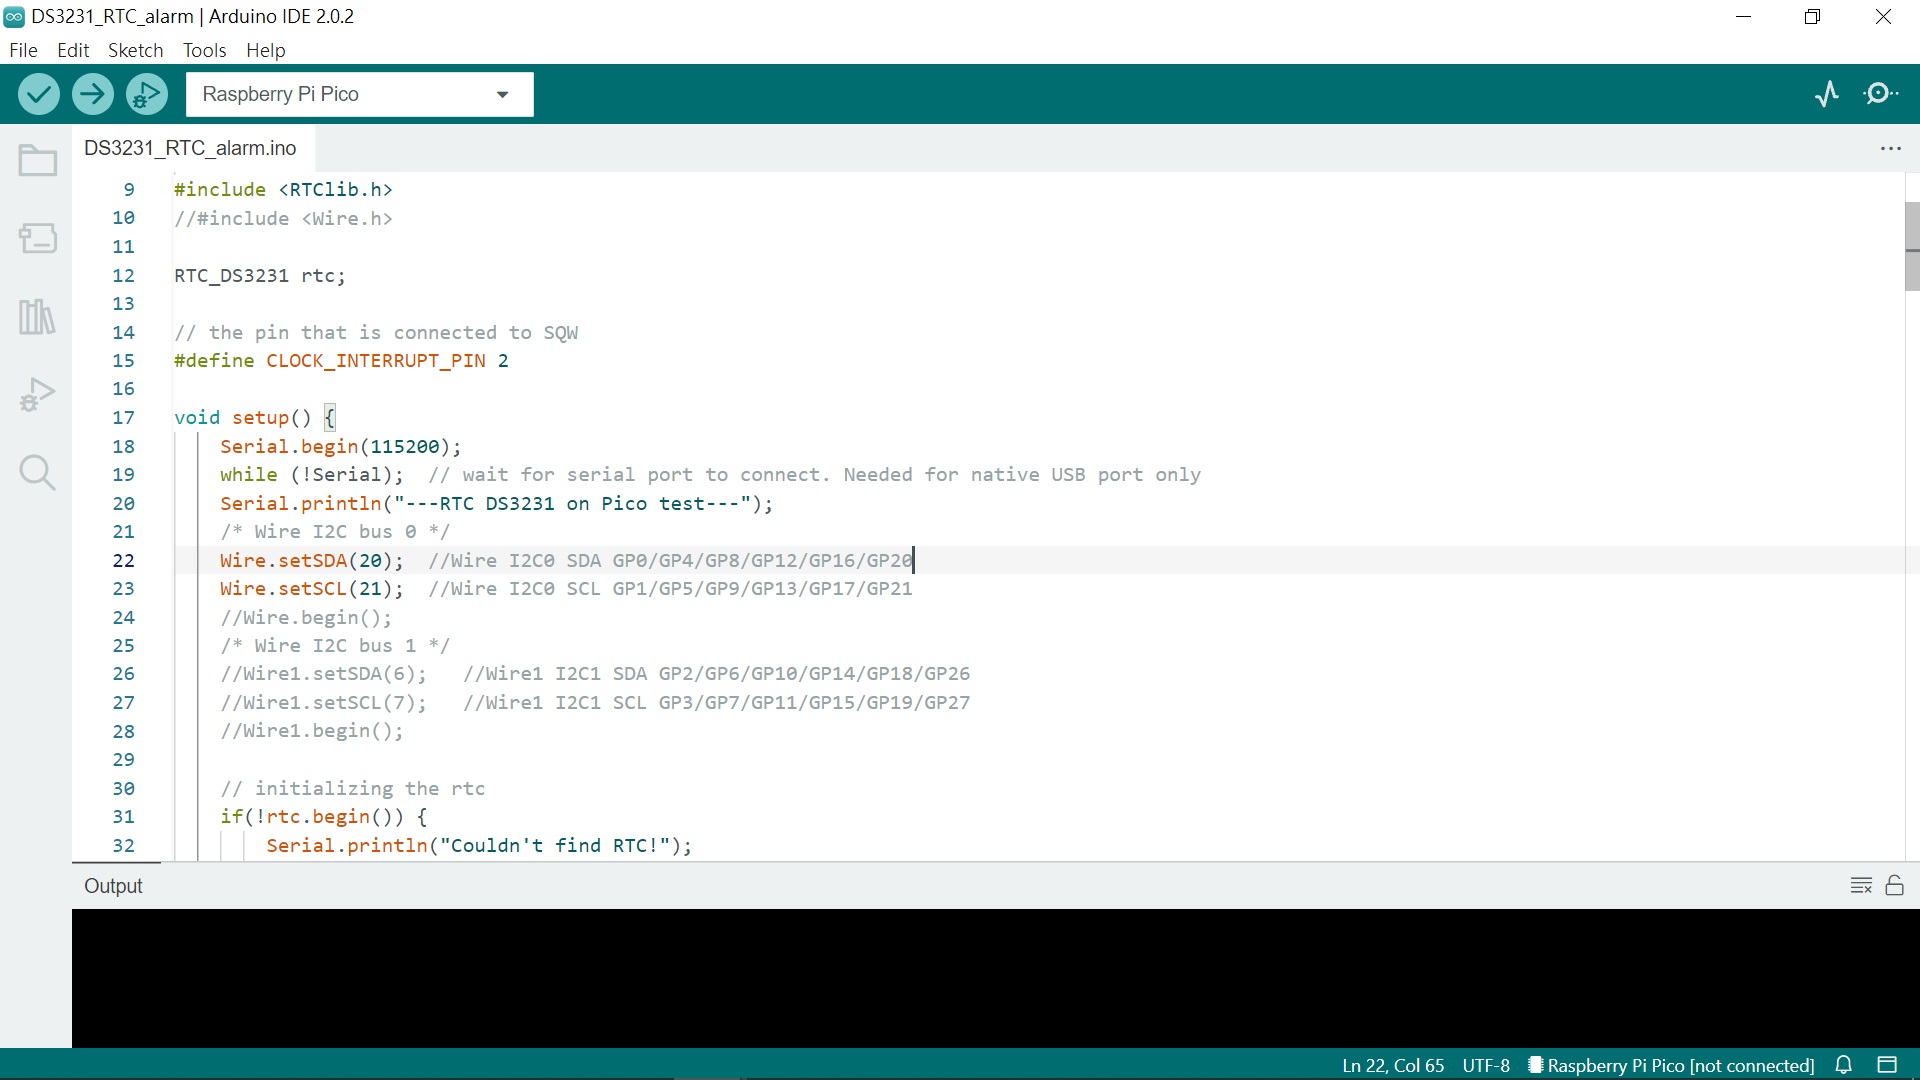 DS3231_RTC_alarm | Arduino IDE 2.0.2
File Edit Sketch Tools Help
Raspberry Pi Pico
DS3231_RTC_alarm.ino
9 #include <RTClib.h>
10 //#include <Wire.h>
11
12 RTC_DS3231 rtc;
13
14 // the pin that is connected to SQW
15 #define CLOCK_INTERRUPT_PIN 2
16
17 void setup() {
18 Serial.begin(115200);
19 while (!Serial); // wait for serial port to connect. Needed for native USB port only
20 Serial.println("---RTC DS3231 on Pico test---");
21 /* Wire I2C bus 0 */
22 Wire.setSDA(20); //Wire I2C0 SDA GP0/GP4/GP8/GP12/GP16/GP20
23 Wire.setSCL(21); //Wire I2C0 SCL GP1/GP5/GP9/GP13/GP17/GP21
24 //Wire.begin();
25 /* Wire I2C bus 1 */
26 //Wire1.setSDA(6); //Wire1 I2C1 SDA GP2/GP6/GP10/GP14/GP18/GP26
27 //Wire1.setSCL(7); //Wire1 I2C1 SCL GP3/GP7/GP11/GP15/GP19/GP27
28 //Wire1.begin();
29
30 // initializing the rtc
31 if(!rtc.begin()) {
32 Serial.println("Couldn't find RTC!");
Output
Ln 22, Col 65 UTF-8 Raspberry Pi Pico [not connected]